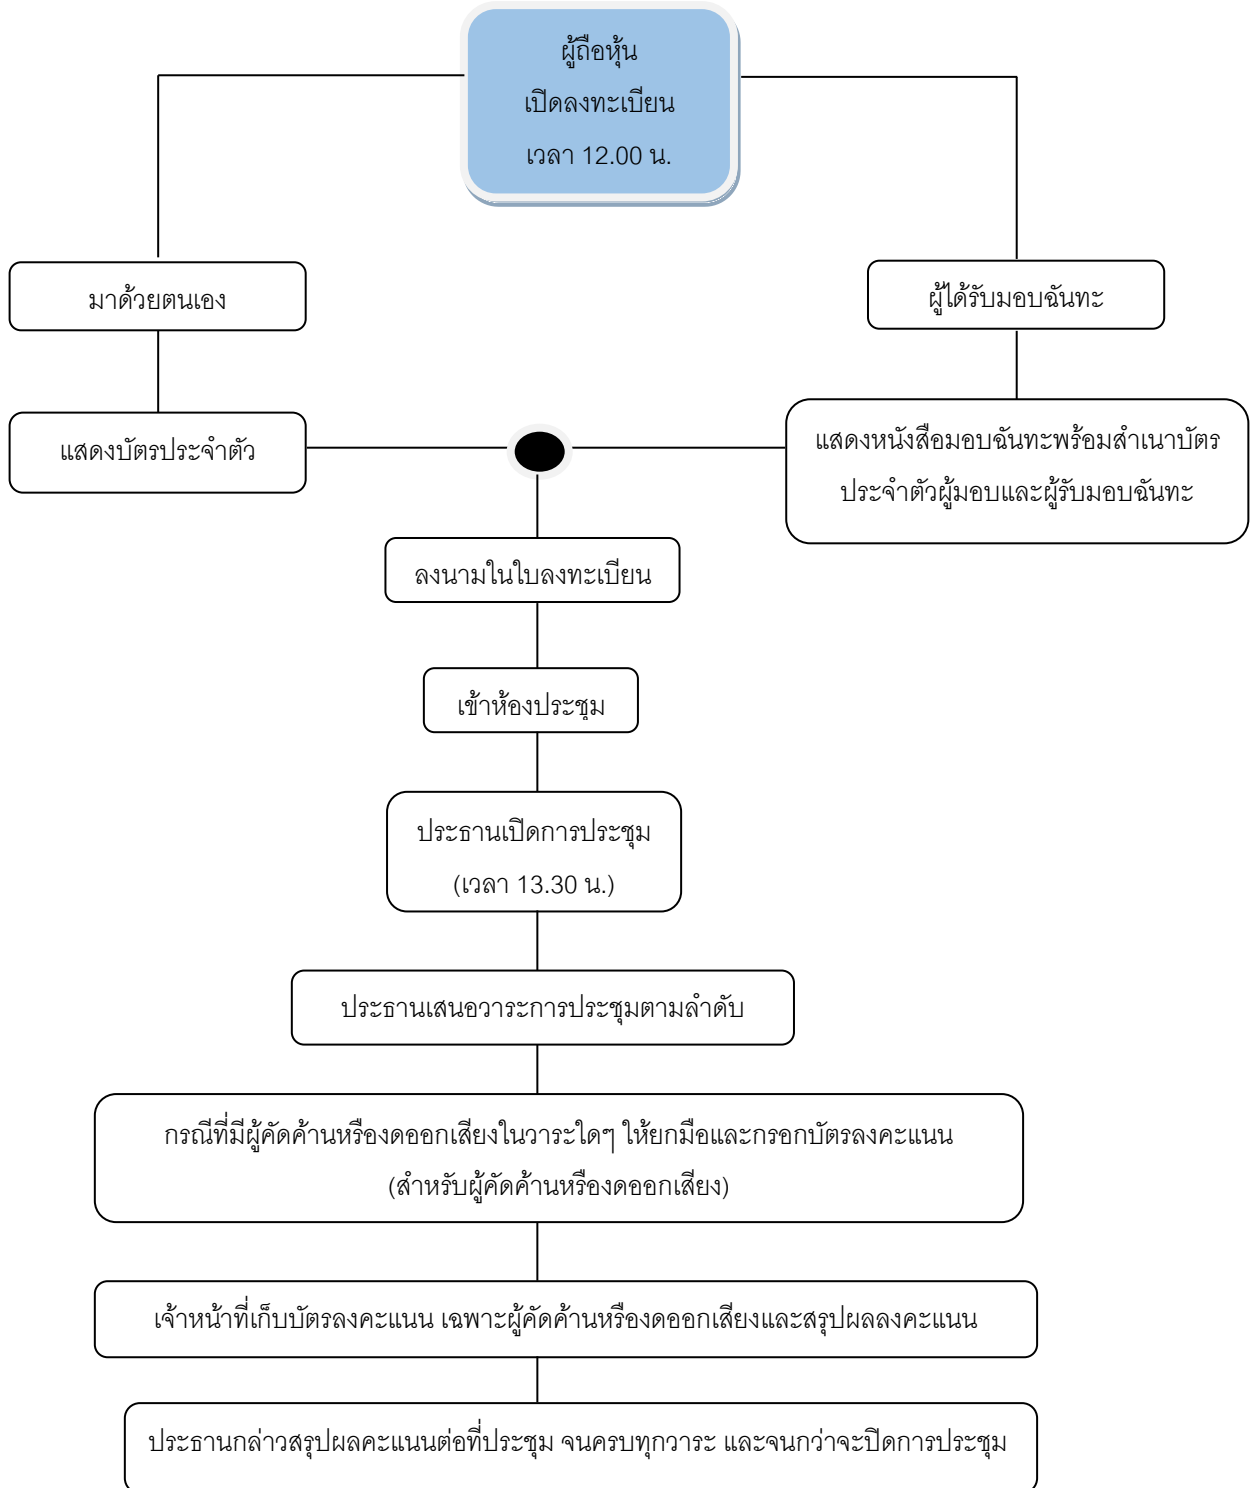 ผู้ถือหุ้น
เปิดลงทะเบียน
เวลา 12.00 น.
มาด้วยตนเอง
ผู้ได้รับมอบฉันทะ
แสดงบัตรประจำตัว
แสดงหนังสือมอบฉันทะพร้อมสำเนาบัตร
ประจำตัวผู้มอบและผู้รับมอบฉันทะ
ลงนามในใบลงทะเบียน
เข้าห้องประชุม
ประธานเปิดการประชุม
(เวลา 13.30 น.)
ประธานเสนอวาระการประชุมตามลำดับ
กรณีที่มีผู้คัดค้านหรืองดออกเสียงในวาระใดๆ ให้ยกมือและกรอกบัตรลงคะแนน
(สำหรับผู้คัดค้านหรืองดออกเสียง)
เจ้าหน้าที่เก็บบัตรลงคะแนน เฉพาะผู้คัดค้านหรืองดออกเสียงและสรุปผลลงคะแนน
ประธานกล่าวสรุปผลคะแนนต่อที่ประชุม จนครบทุกวาระ และจนกว่าจะปิดการประชุม